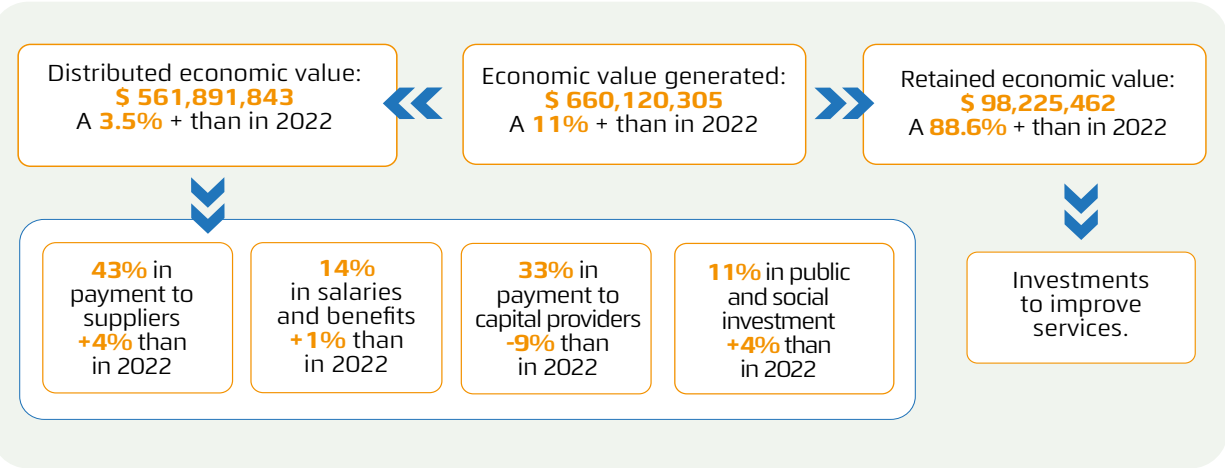 Distributed economic value:
$ 561,891,843
A 3.5% + than in 2022
Economic value generated:
$ 660,120,305
A 11% + than in 2022
Retained economic value:
$ 98,225,462
A 88.6% + than in 2022
43% in
payment to
suppliers
+4% than
in 2022
14%
in salaries
and benefits
+1% than
in 2022
33% in
payment to
capital providers
-9% than
in 2022
11% in public
and social
investment
+4% than
in 2022
Investments
to improve
services.